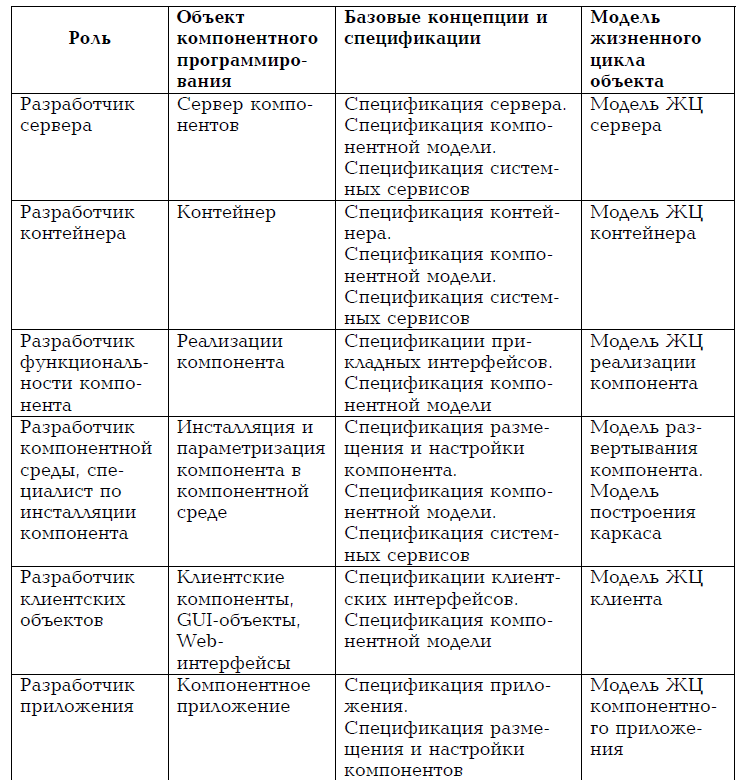 Роль
Объект
компонентного
программиро-
вания
Базовые концепции и
спецификации
Модель
жизненного
цикла
объекта
Разработчик
сервера
Сервер компо-
нентов
Спецификация сервера.
Спецификация компо-
нентной модели.
Спецификация систем-
ных сервисов
Модель ЖЦ
сервера
Разработчик
контейнера
Контейнер
Спецификация контей-
нера.
Спецификация компо-
нентной модели.
Спецификация систем-
ных сервисов
Модель ЖЦ
контейнера
Разработчик
функциональ-
ности компо-
нента
Реализации
компонента
Спецификации при-
кладных интерфейсов.
Спецификация компо-
нентной модели
Модель ЖЦ
реализации
компонента
Разработчик
компонентной
среды, спе-
циалист по
инсталляции
компонента
Инсталляция и
параметризация
компонента в
компонентной
среде
Спецификация разме-
щения и настройки
компонента.
Спецификация компо-
нентной модели.
Спецификация систем-
ных сервисов
Модель раз-
вертывания
компонента.
Модель
построения
каркаса
Разработчик
клиентских
объектов
Клиентские
компоненты,
GUI-объекты,
Web-
интерфейсы
Спецификации клиент-
ских интерфейсов.
Спецификация компо-
нентной модели
Модель ЖЦ
клиента
Разработчик
приложения
Компонентное
приложение
Спецификация прило-
жения.
Спецификация разме-
щения и настройки
компонентов
Модель ЖЦ
компонентно-
го приложе-
ния